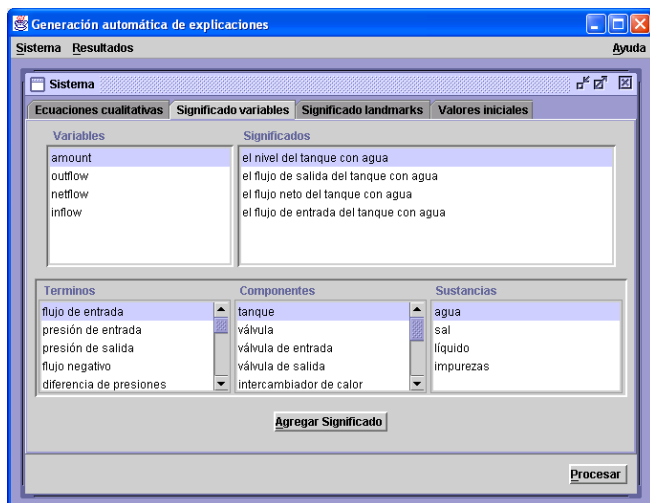 Generación automática de explicaciones
Sistema Resultados Ayuda
Sistema
Ecuaciones cualitativas Significado variables Significado landmarks Valores iniciales
Variables Significados
amount el nivel del tanque con agua
outflow el flujo de salida del tanque con agua
netflow el flujo neto del tanque con agua
inflow el flujo de entrada del tanque con agua
Terminos Componentes Sustancias
flujo de entrada tanque agua
presión de entrada válvula sal
presión de salida válvula de entrada líquido
flujo negativo válvula de salida impurezas
diferencia de presiones intercambiador de calor
Agregar Significado
Procesar